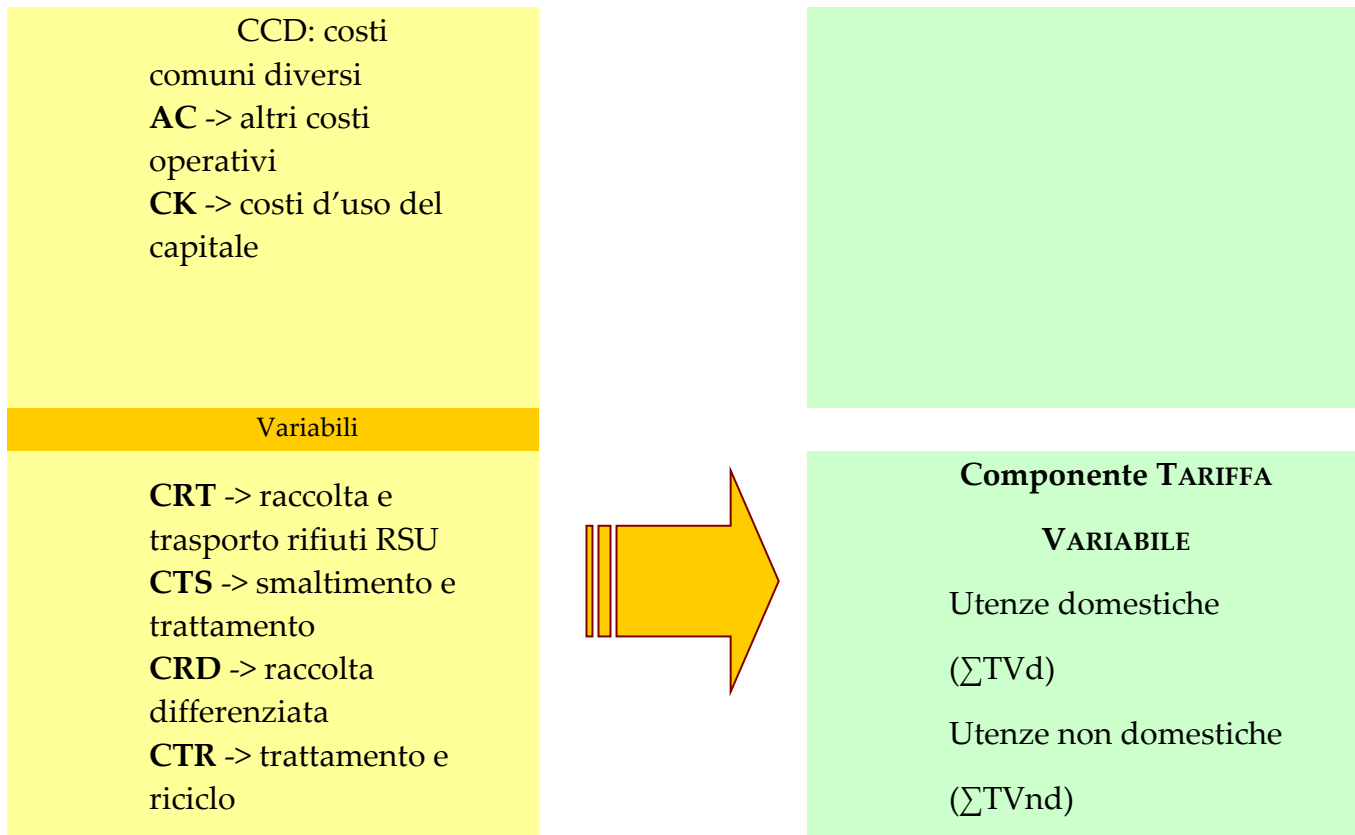 CCD: costi
comuni diversi
AC -> altri costi
operativi
CK -> costi d’uso del
capitale
Variabili
CRT -> raccolta e
trasporto rifiuti RSU
CTS -> smaltimento e
trattamento
CRD -> raccolta
differenziata
CTR -> trattamento e
riciclo
Componente TARIFFA
VARIABILE
Utenze domestiche
(∑TVd)
Utenze non domestiche
(∑TVnd)